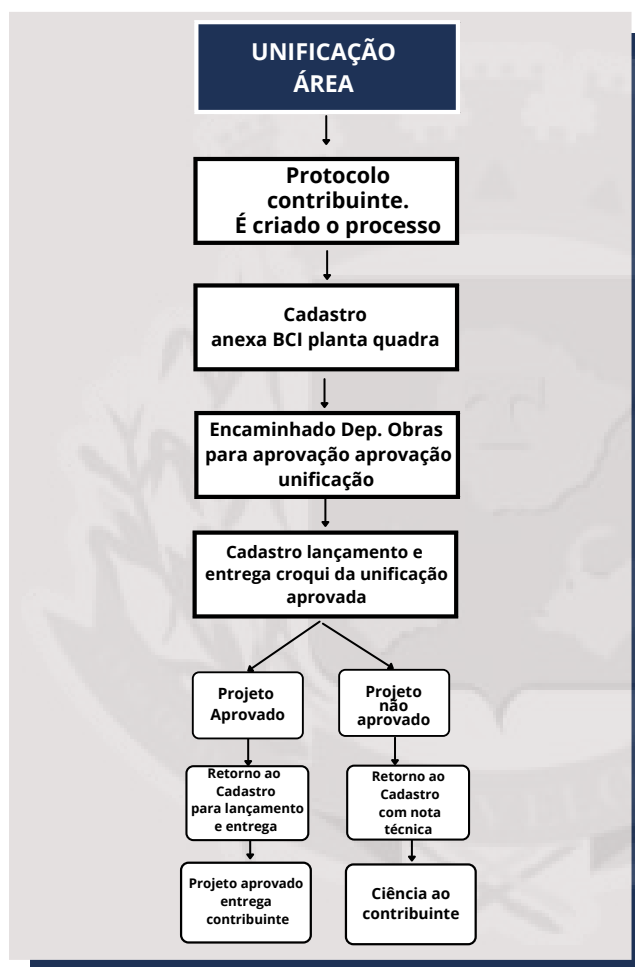 UNIFICAÇÃO
ÁREA
Protocolo
contribuinte.
É criado o processo
Cadastro
anexa BCI planta quadra
Encaminhado Dep. Obras
para aprovação aprovação
unificação
Cadastro lançamento e
entrega croqui da unificação
aprovada
Projeto
Aprovado
Projeto
não
aprovado
Retorno ao
Cadastro
para lançamento
e entrega
Retorno ao
Cadastro
com nota
técnica
Projeto aprovado
entrega
contribuinte
Ciência ao
contribuinte